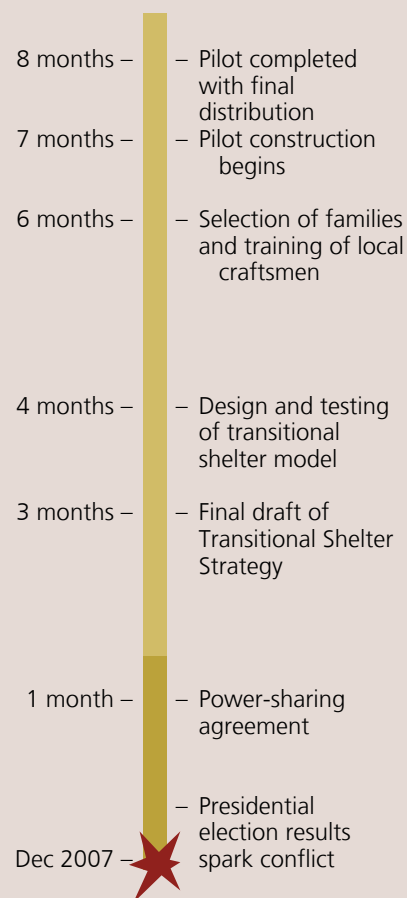 8 months – – Pilot completed
with final
distribution
7 months – – Pilot construction
begins
6 months – – Selection of families
and training of local
craftsmen
4 months – – Design and testing
of transitional
shelter model
3 months – – Final draft of
Transitional Shelter
Strategy
1 month – – Power-sharing
agreement
– Presidential
election results
Dec 2007 – spark conflict